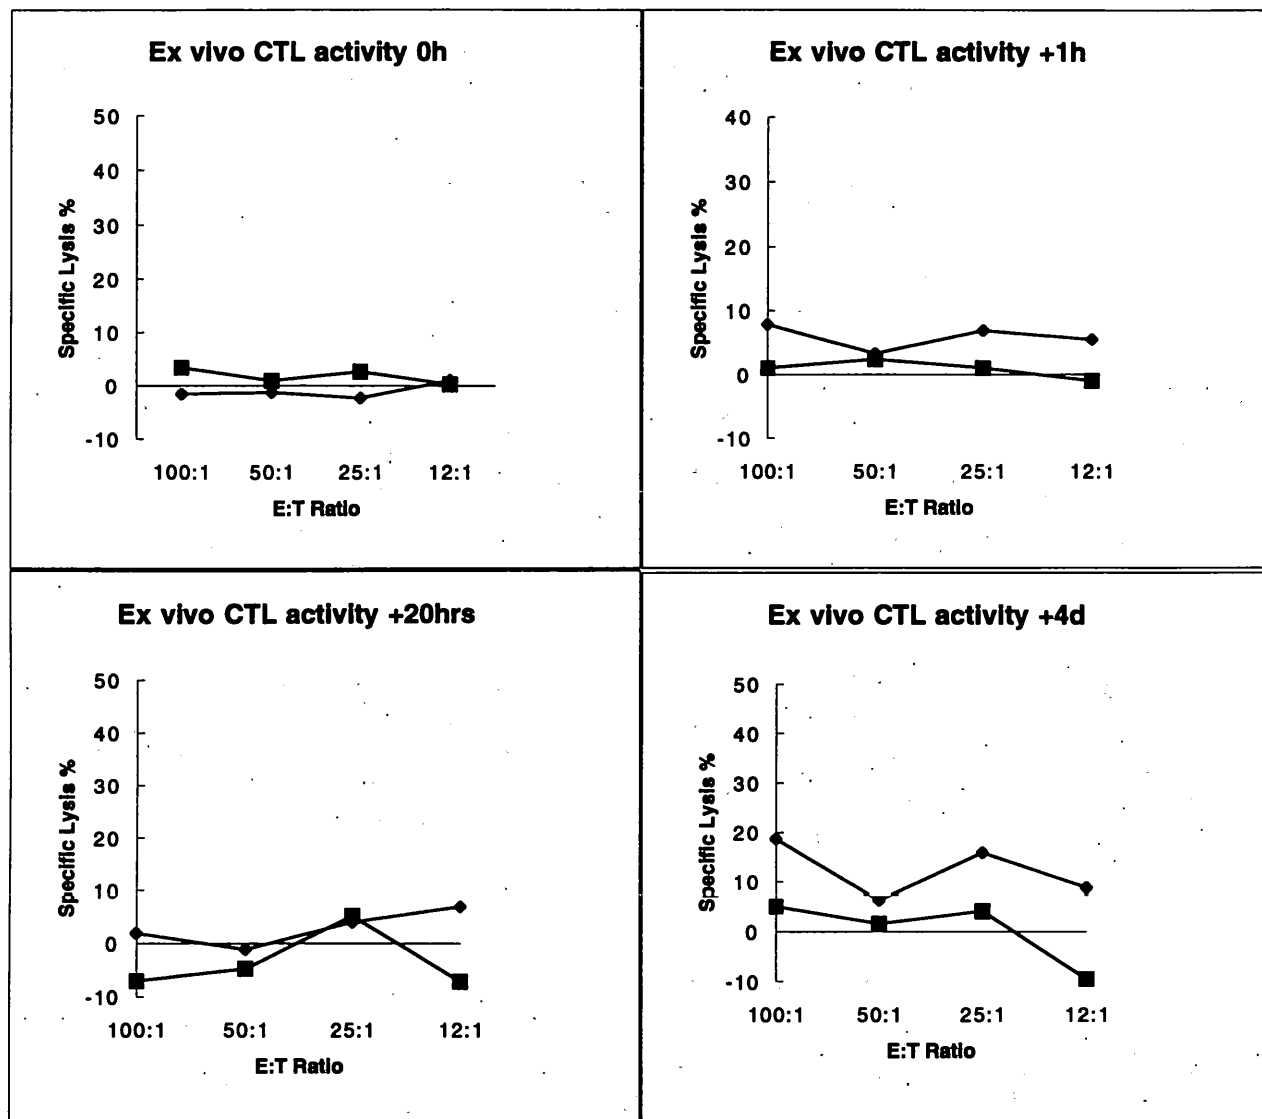 Ex vivo CTL activity 0h
50
40
30
20
10
0
-10
Specific Lysis %
100:1 50:1 25:1 12:1
E:T Ratio
Ex vivo CTL activity +1h
40
30
20
10
0
-10
Specific Lysis %
100:1 50:1 25:1 12:1
E:T Ratio
Ex vivo CTL activity +20hrs
50
40
30
20
10
0
-10
Specific Lysis %
100:1 50:1 25:1 12:1
E:T Ratio
Ex vivo CTL activity +4d
50
40
30
20
10
0
-10
Specific Lysis %
100:1 50:1 25:1 12:1
E:T Ratio